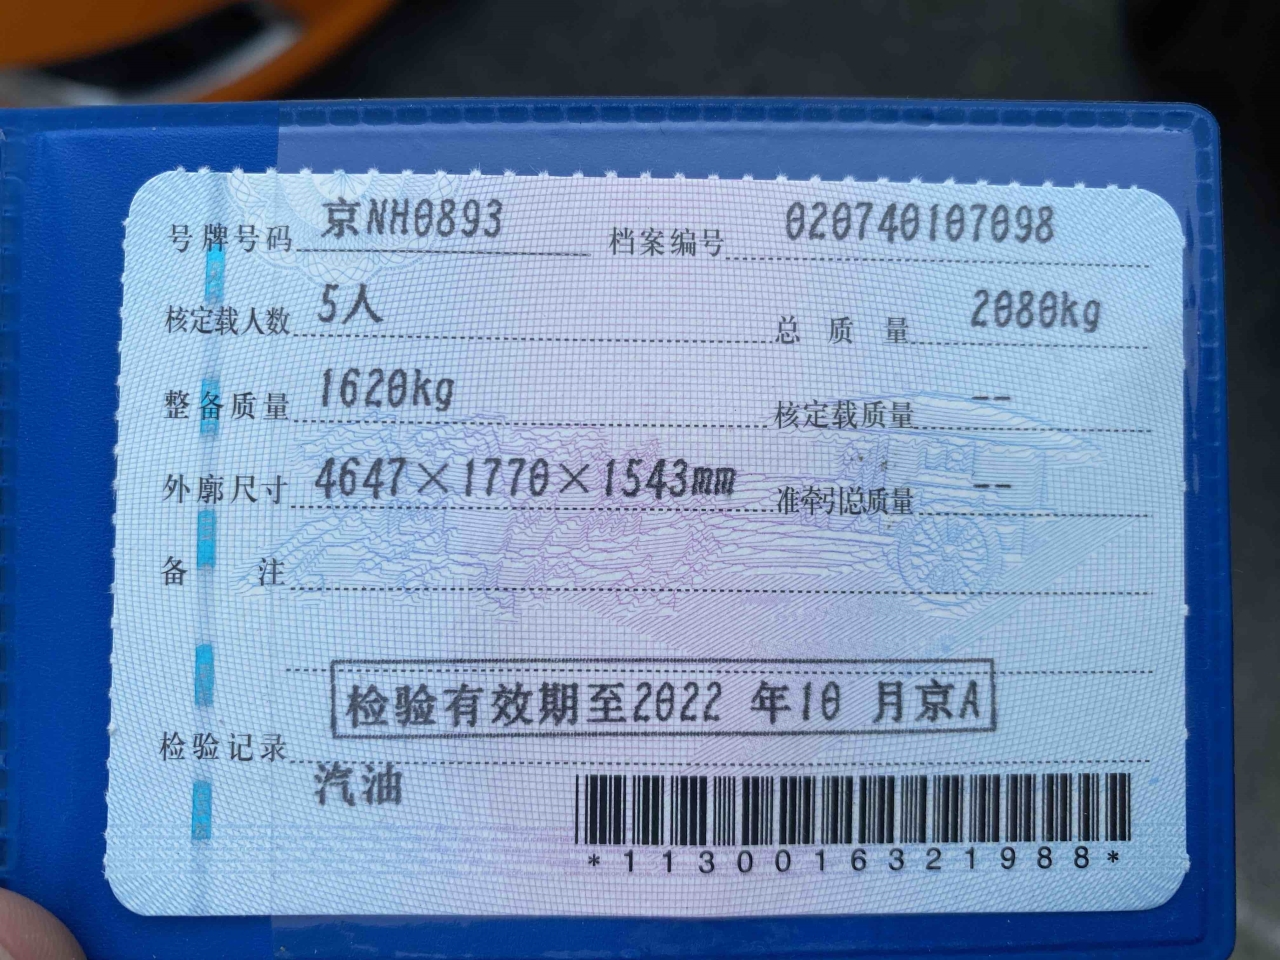 号牌号码 京NH0893 档案编号 020740107098
核定载人数 5人 总质量 2080kg
整备质量 1620kg 核定载质量 --
外廓尺寸 4647×1770×1543mm 准牵引总质量 --
备注
检验有效期至2022 年10 月京A
检验记录
汽油
*1130016321988*